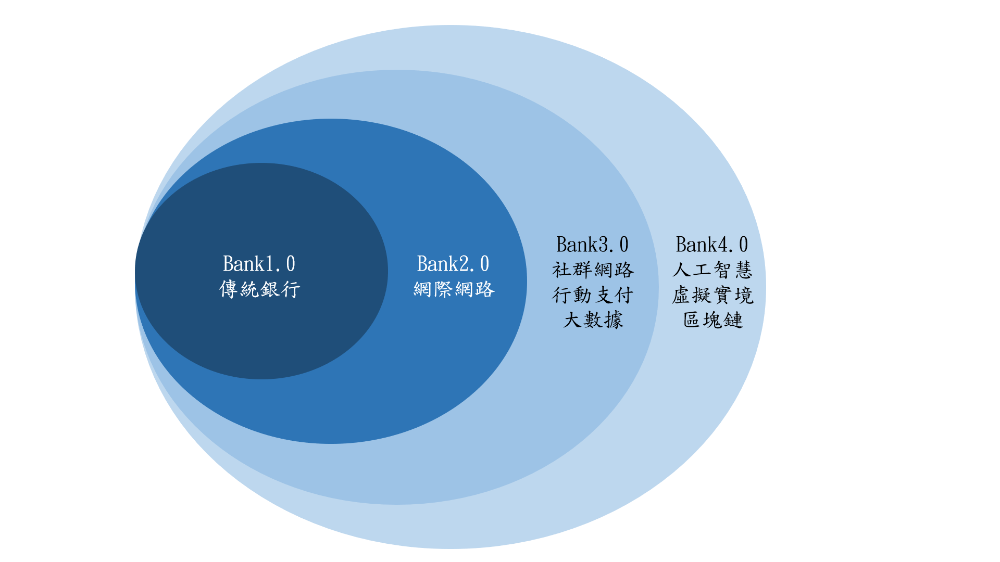 Bank1.0
傳統銀行
Bank2.0
網際網路
Bank3.0
社群網路
行動支付
大數據
Bank4.0
人工智慧
虛擬實境
區塊鏈